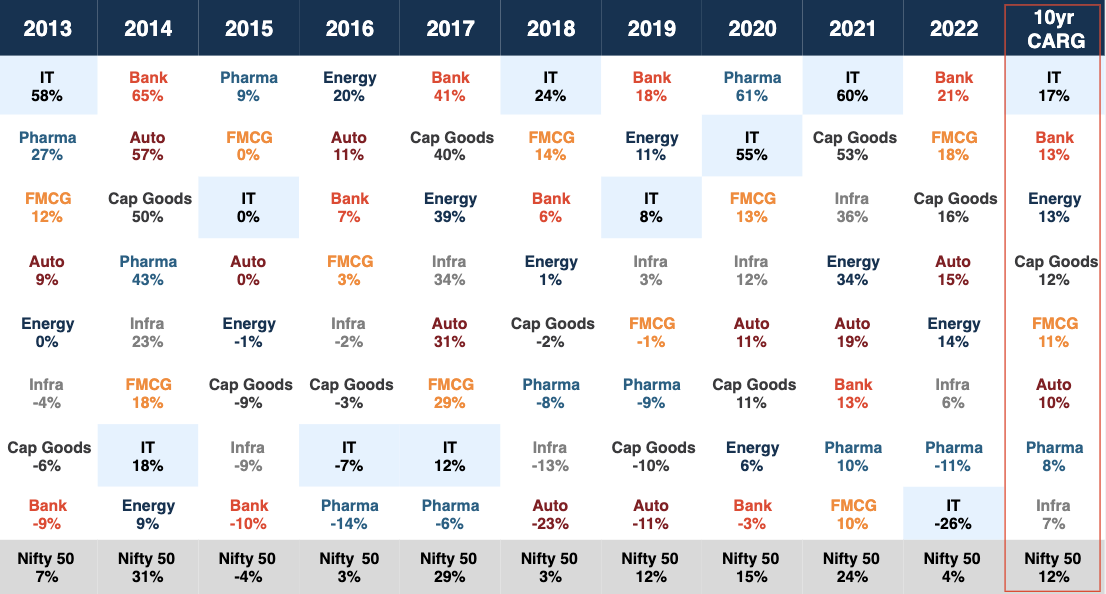 2013 2014 2015 2016 2017 2018 2019 2020 2021 2022 10yr
CARG
IT Bank Pharma Energy Bank IT Bank Pharma IT Bank IT
58% 65% 9% 20% 41% 24% 18% 61% 60% 21% 17%
Pharma Auto FMCG Auto Cap Goods FMCG Energy IT Cap Goods FMCG Bank
27% 57% 0% 11% 40% 14% 11% 55% 53% 18% 13%
FMCG Cap Goods IT Bank Energy Bank IT FMCG Infra Cap Goods Energy
12% 50% 0% 7% 39% 6% 8% 13% 36% 16% 13%
Auto Pharma Auto FMCG Infra Energy Infra Infra Energy Auto Cap Goods
9% 43% 0% 3% 34% 1% 3% 12% 34% 15% 12%
Energy Infra Energy Infra Auto Cap Goods FMCG Auto Auto Energy FMCG
0% 23% -1% -2% 31% -2% -1% 11% 19% 14% 11%
Infra FMCG Cap Goods Cap Goods FMCG Pharma Pharma Cap Goods Bank Infra Auto
-4% 18% -9% -3% 29% -8% -9% 11% 13% 6% 10%
Cap Goods IT Infra IT IT Infra Cap Goods Energy Pharma Pharma Pharma
-6% 18% -9% -7% 12% -13% -10% 6% 10% -11% 8%
Bank Energy Bank Pharma Pharma Auto Auto Bank FMCG IT Infra
-9% 9% -10% -14% -6% -23% -11% -3% 10% -26% 7%
Nifty 50 Nifty 50 Nifty 50 Nifty 50 Nifty 50 Nifty 50 Nifty 50 Nifty 50 Nifty 50 Nifty 50 Nifty 50
7% 31% -4% 3% 29% 3% 12% 15% 24% 4% 12%